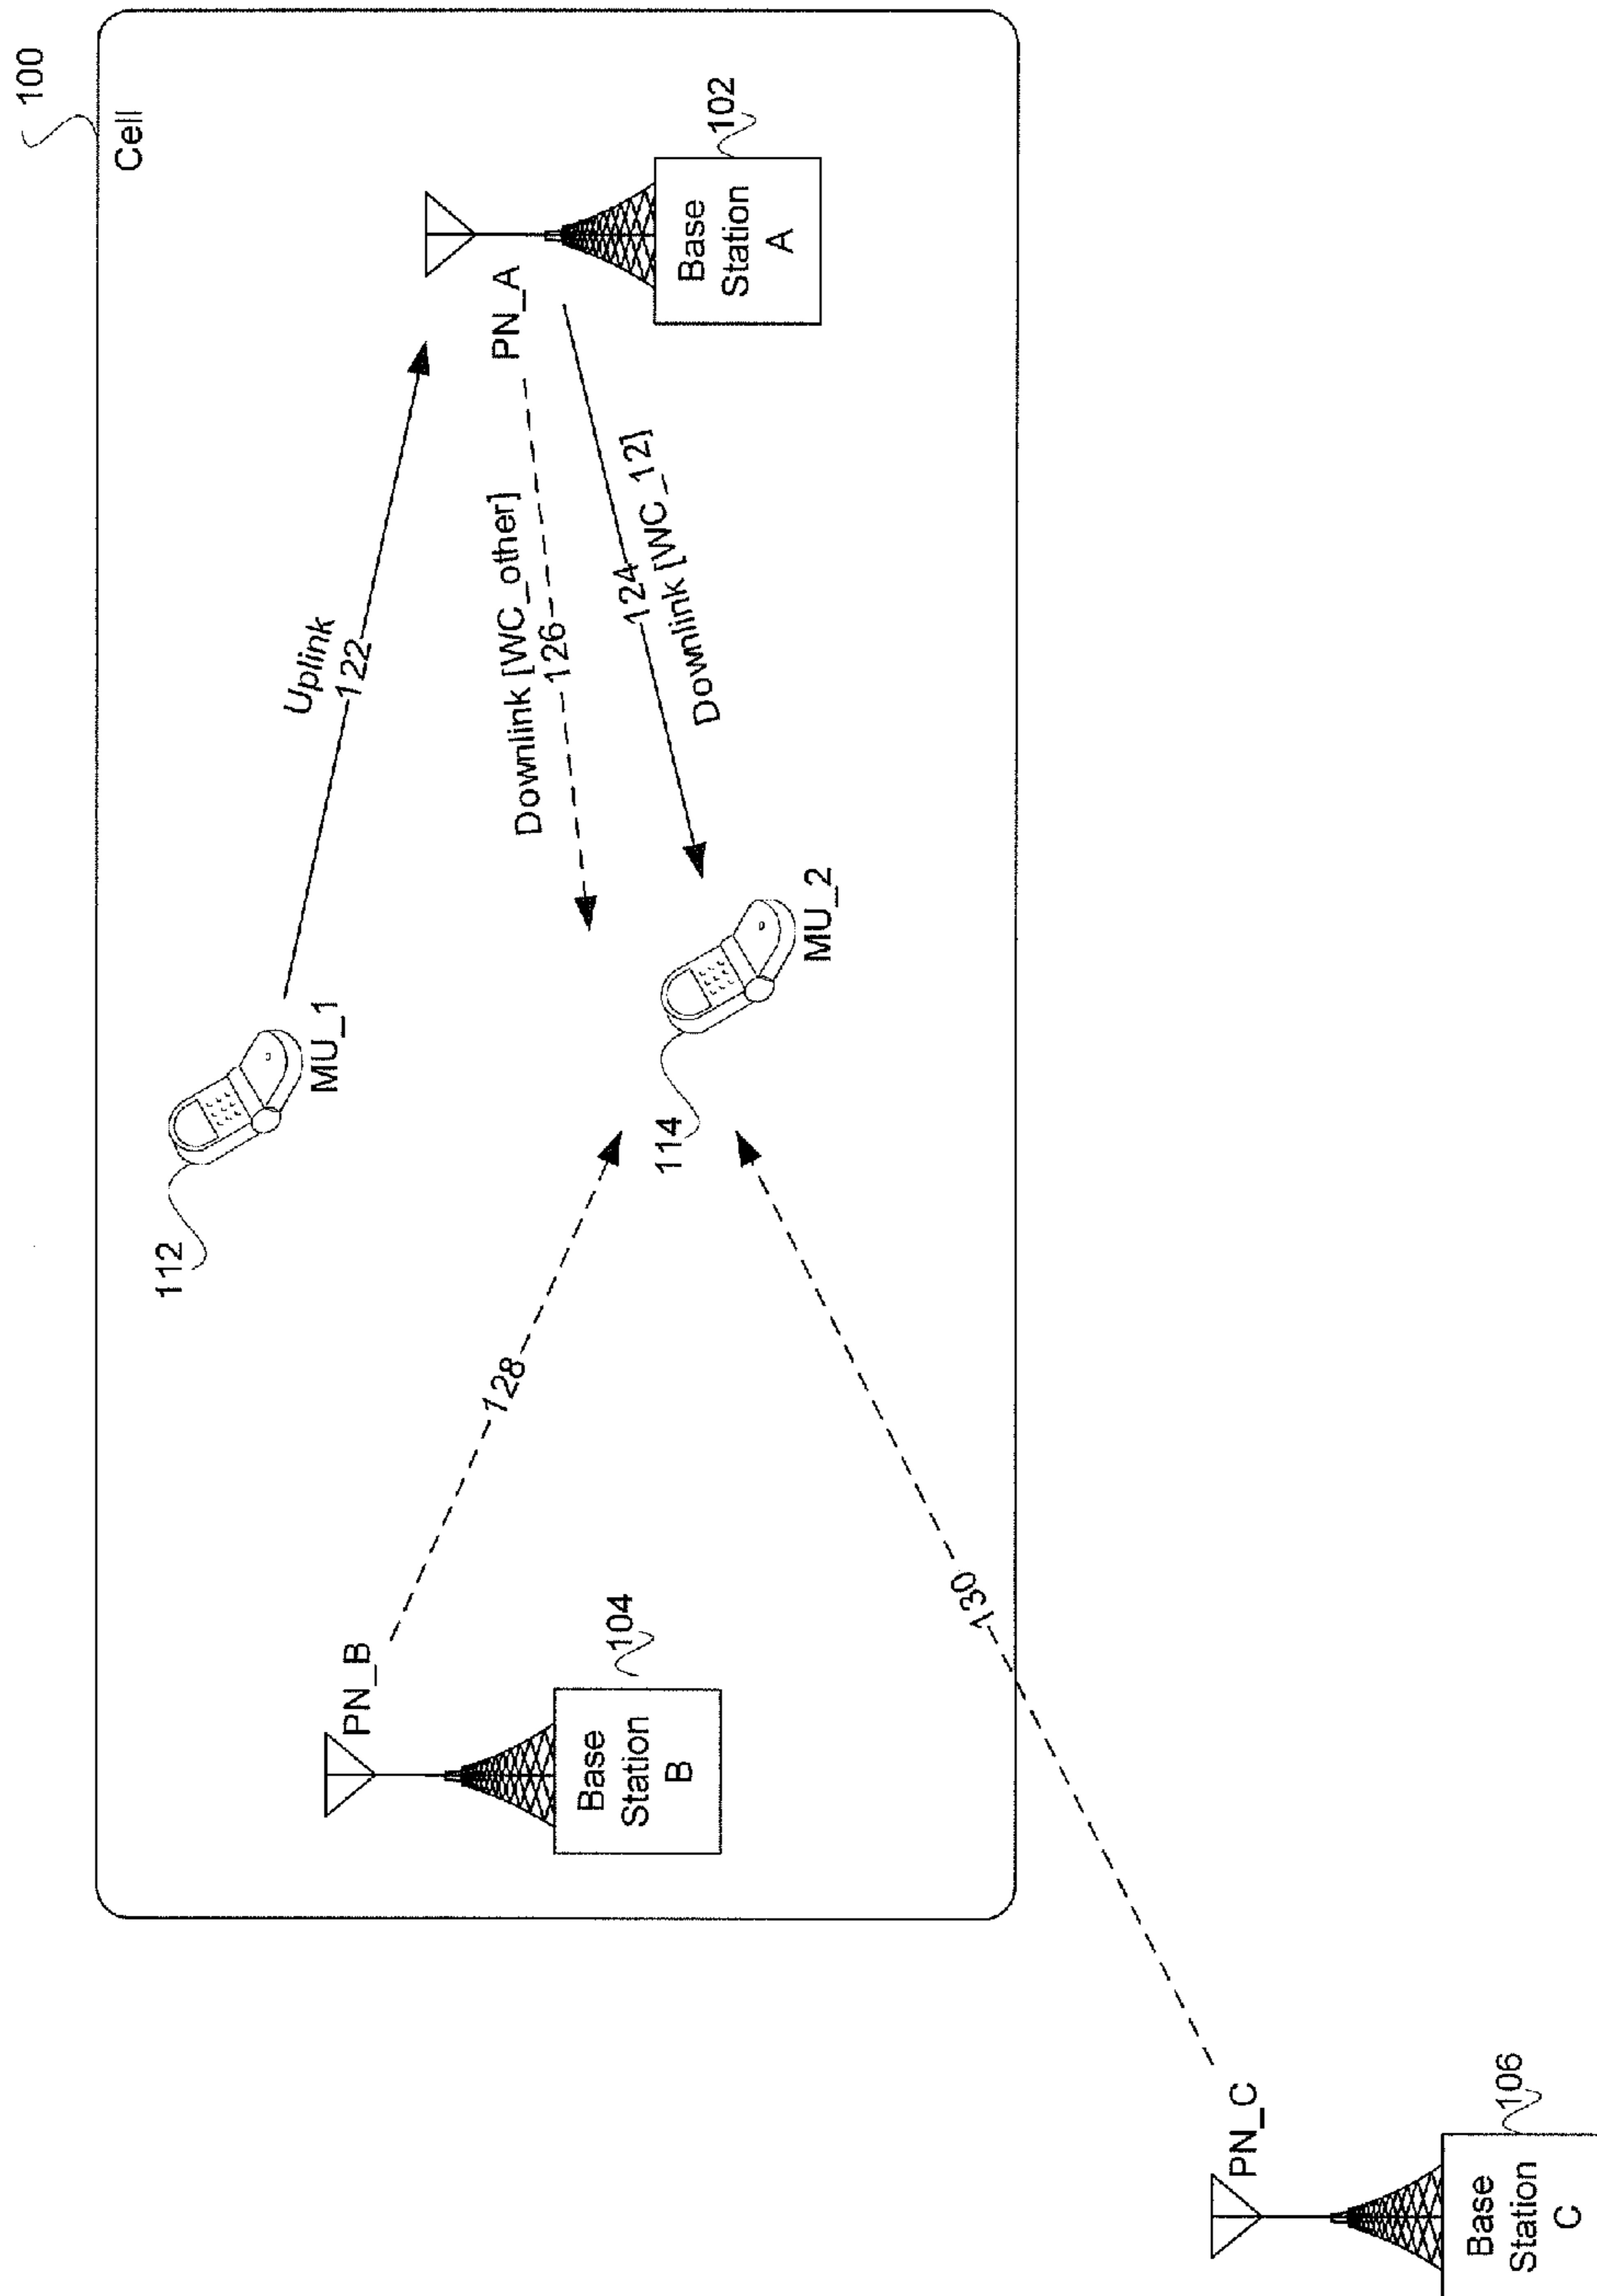 100
Cell
112
MU_1
Uplink
122
PN_A
Downlink [WC_other]
126
124
Downlink [WC_12]
Base
Station
A
102
114
MU_2
PN_B
128
Base
Station
B
104
130
PN_C
Base
Station
C
106